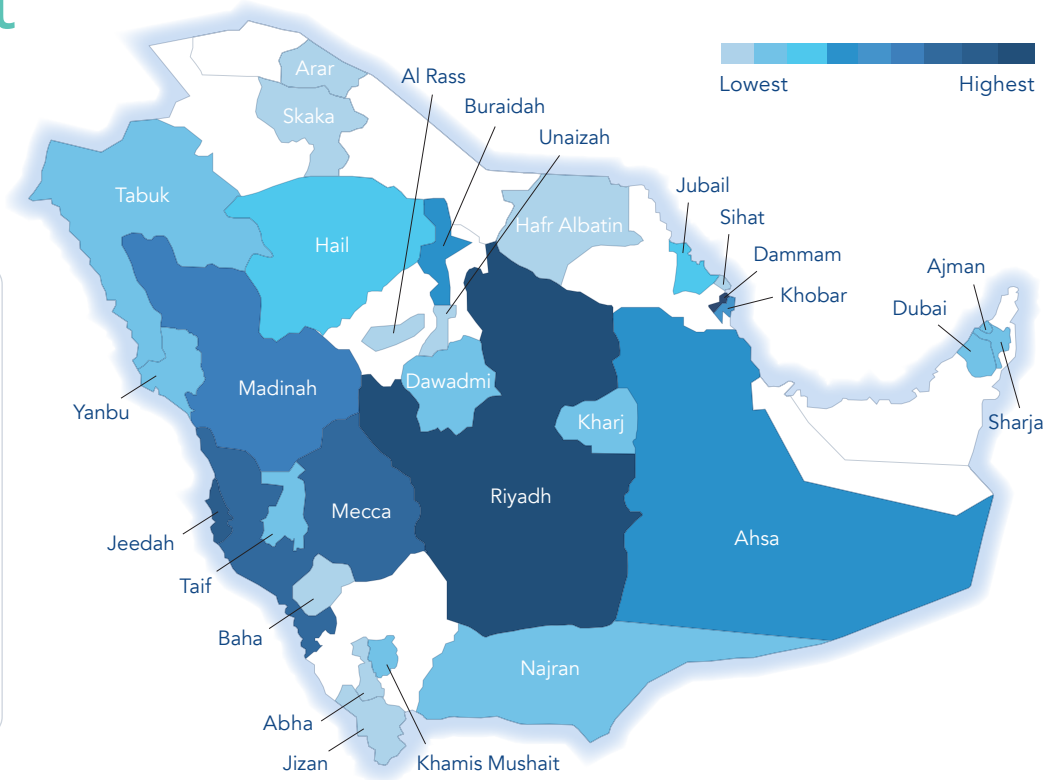 t
Lowest
Highest
Arar
Al Rass
Skaka
Buraidah
Unaizah
Tabuk
Jubail
Sihat
Hafr Albatin
Hail
Dammam
Ajman
Khobar
Dubai
Dawadmi
Madinah
Yanbu
Kharj
Sharja
Riyadh
Mecca
Jeedah
Ahsa
Taif
Baha
Najran
Abha
Jizan
Khamis Mushait